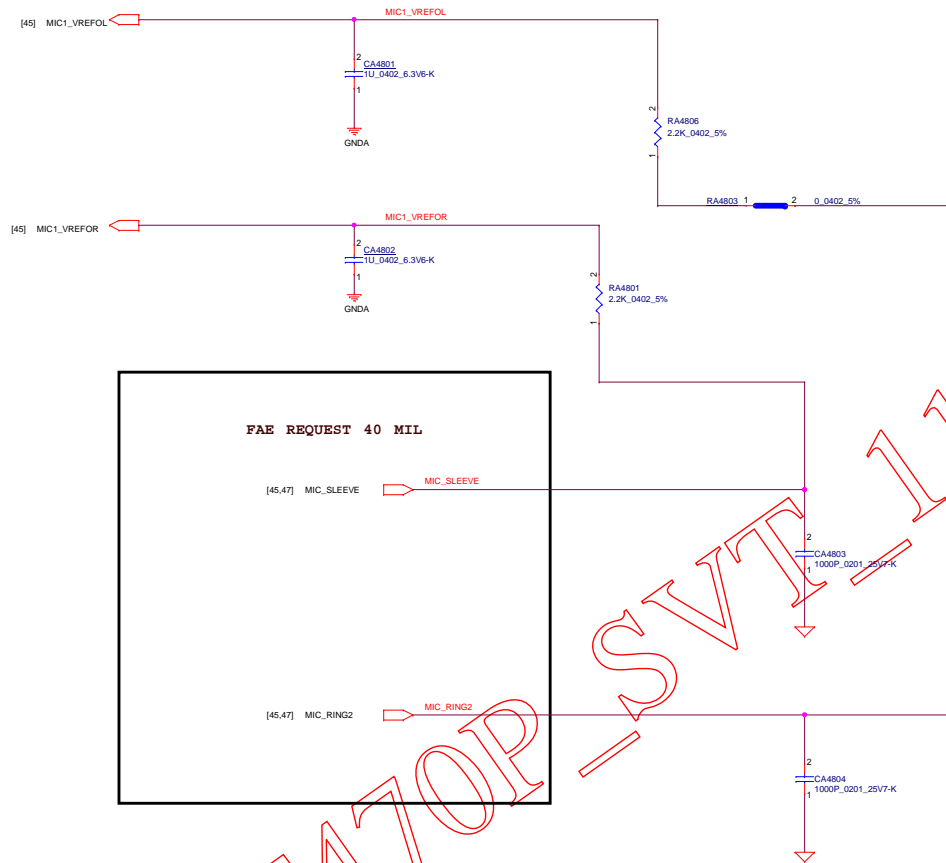 [45] MIC1_VREFOL
MIC1_VREFOL
2
CA4801
1U_0402_6.3V6-K
1
GNDA
2
RA4806
2.2K_0402_5%
1
RA4803 1 2 0_0402_5%
[45] MIC1_VREFOR
MIC1_VREFOR
2
CA4802
1U_0402_6.3V6-K
1
GNDA
2
RA4801
2.2K_0402_5%
1
FAE REQUEST 40 MIL
[45,47] MIC_SLEEVE
MIC_SLEEVE
2
CA4803
1000P_0201_25V7-K
1
[45,47] MIC_RING2
MIC_RING2
2
CA4804
1000P_0201_25V7-K
1
470P_SVT_1